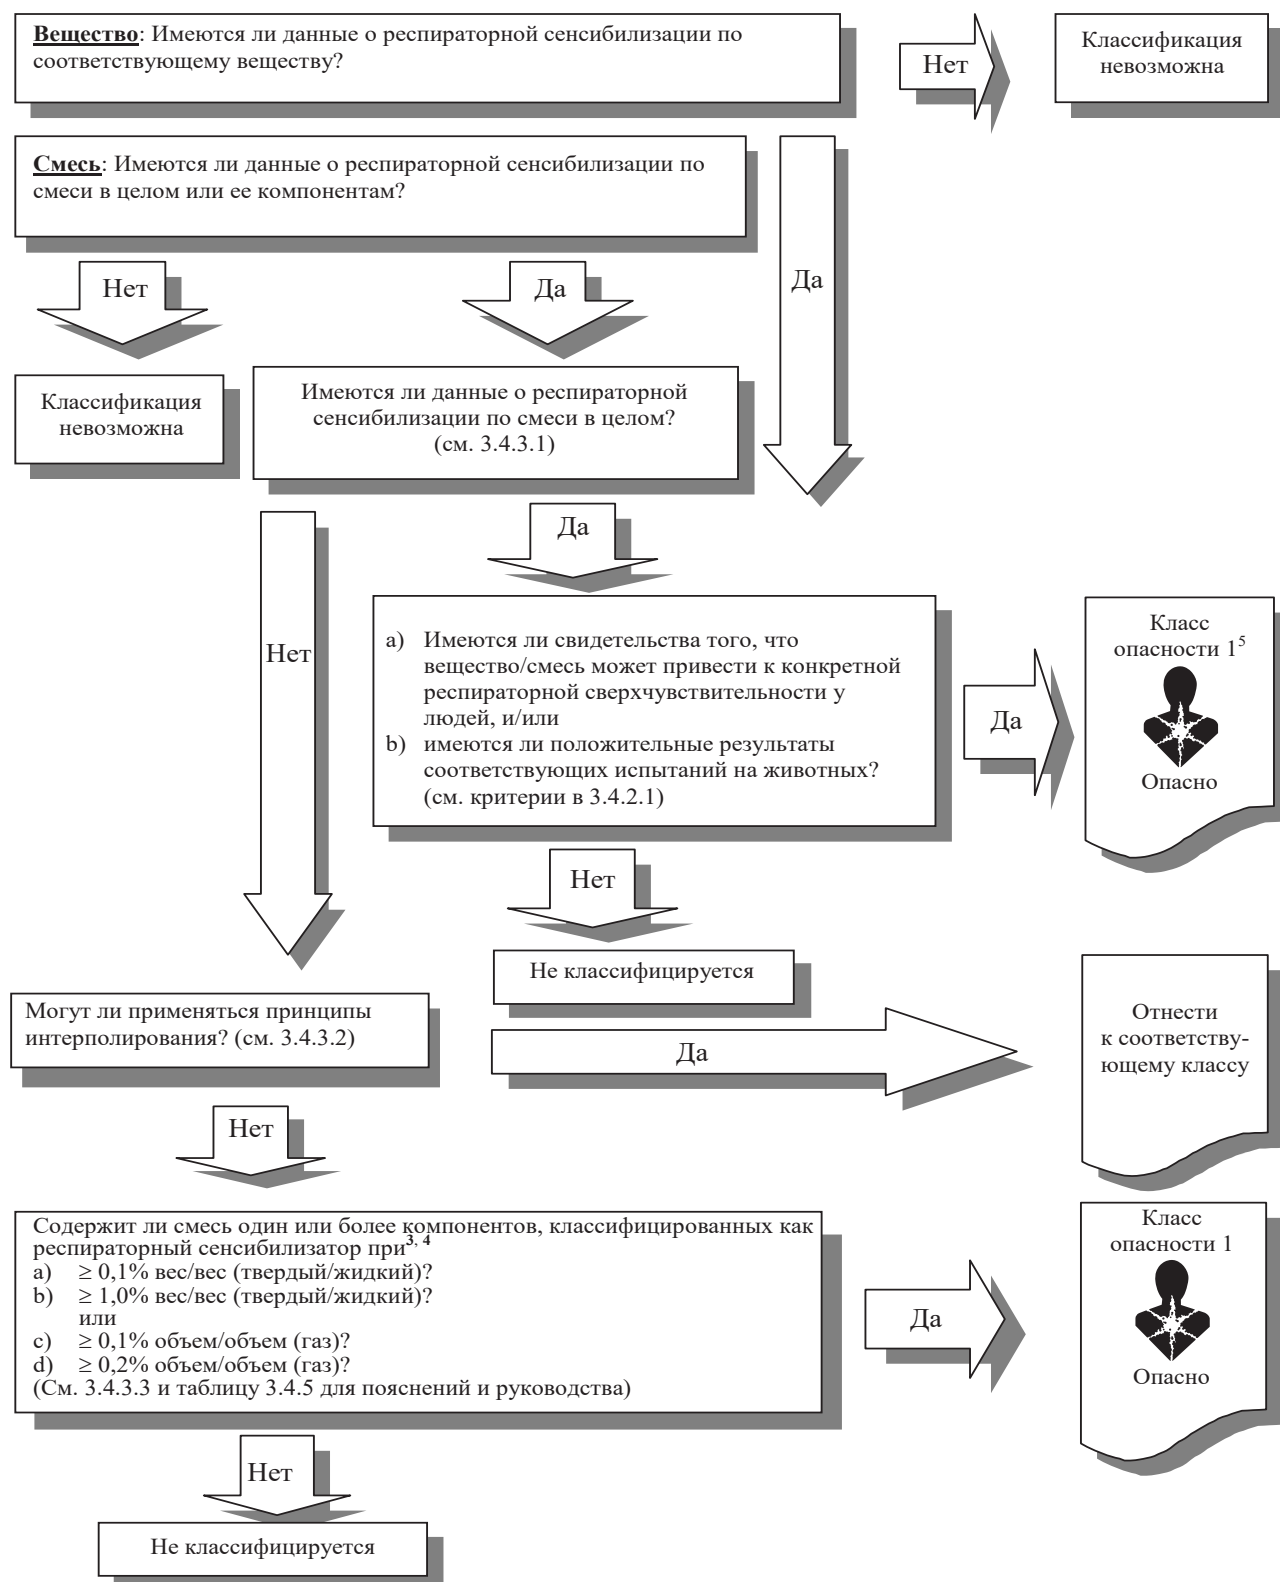 Вещество: Имеются ли данные о респираторной сенсибилизации по
соответствующему веществу?
Нет
Классификация
невозможна
Смесь: Имеются ли данные о респираторной сенсибилизации по
смеси в целом или ее компонентам?
Да
Нет
Да
Классификация
невозможна
Имеются ли данные о респираторной
сенсибилизации по смеси в целом?
(см. 3.4.3.1)
Да
Нет
a) Имеются ли свидетельства того, что
вещество/смесь может привести к конкретной
респираторной сверхчувствительности у
людей, и/или
b) имеются ли положительные результаты
соответствующих испытаний на животных?
(см. критерии в 3.4.2.1)
Да
Класс
опасности 1⁵
Опасно
Нет
Не классифицируется
Могут ли применяться принципы
интерполирования? (см. 3.4.3.2)
Да
Отнести
к соответству-
ющему классу
Нет
Содержит ли смесь один или более компонентов, классифицированных как
респираторный сенсибилизатор при³, ⁴
a) ≥ 0,1% вес/вес (твердый/жидкий)?
b) ≥ 1,0% вес/вес (твердый/жидкий)?
или
c) ≥ 0,1% объем/объем (газ)?
d) ≥ 0,2% объем/объем (газ)?
(См. 3.4.3.3 и таблицу 3.4.5 для пояснений и руководства)
Да
Класс
опасности 1
Опасно
Нет
Не классифицируется